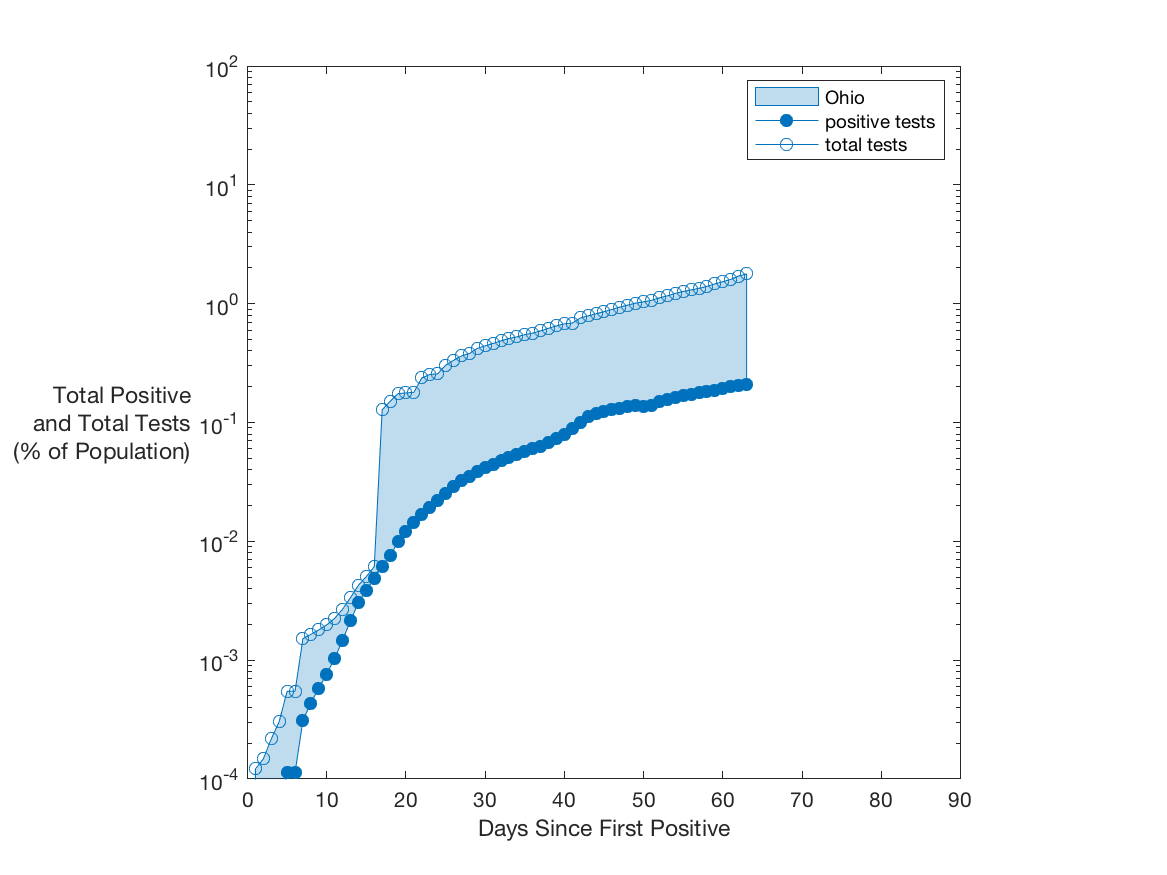 10^2
10^1
10^0
10^-1
10^-2
10^-3
10^-4
Total Positive
and Total Tests
(% of Population)
0 10 20 30 40 50 60 70 80 90
Days Since First Positive
Ohio
positive tests
total tests